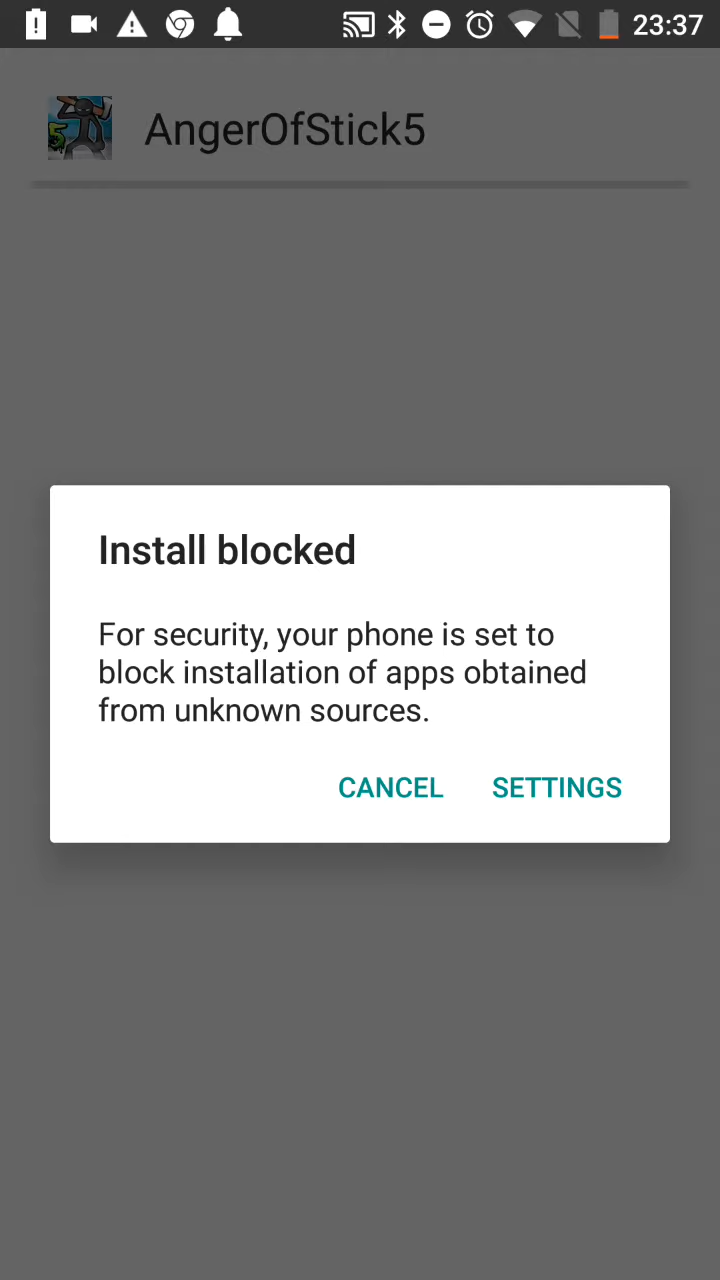 23:37
AngerOfStick5
Install blocked
For security, your phone is set to
block installation of apps obtained
from unknown sources.
CANCEL SETTINGS